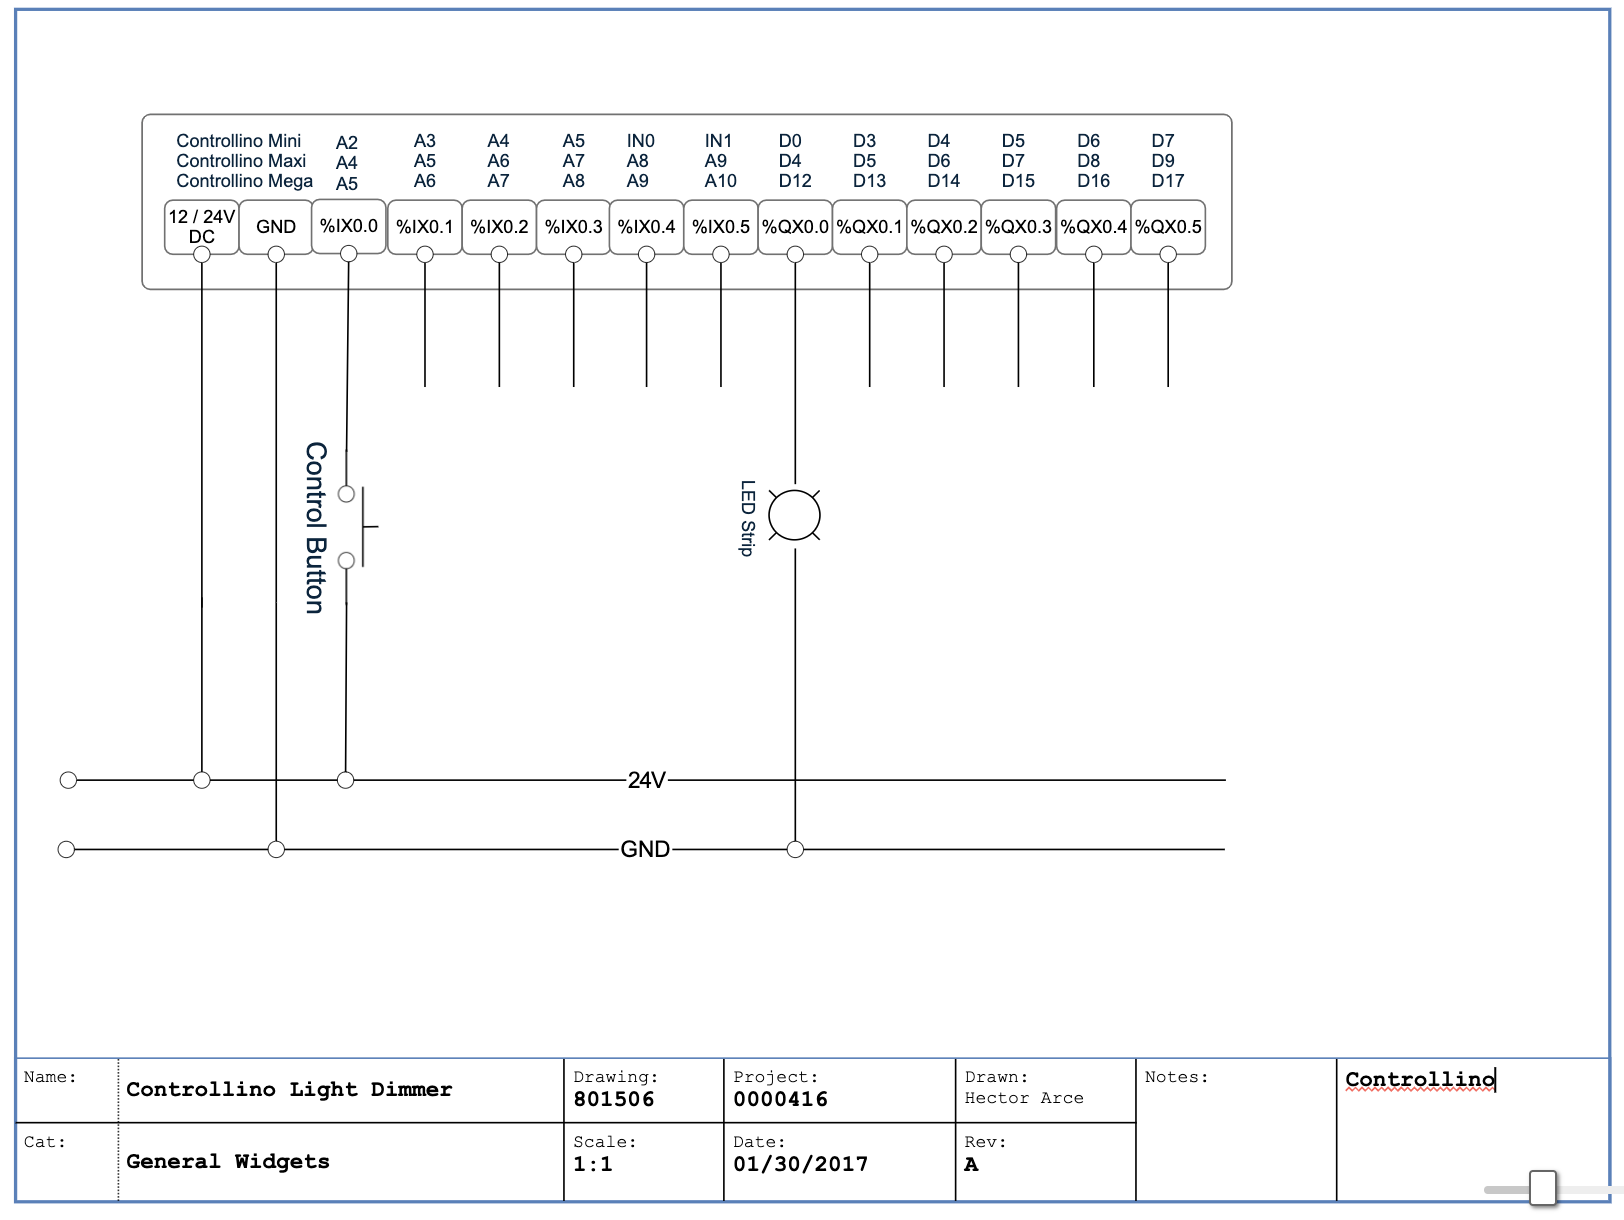 Controllino Mini A2 A3 A4 A5 IN0 IN1 D0 D3 D4 D5 D6 D7
Controllino Maxi A4 A5 A6 A7 A8 A9 D4 D5 D6 D7 D8 D9
Controllino Mega A5 A6 A7 A8 A9 A10 D12 D13 D14 D15 D16 D17
12 / 24V
DC
GND
%IX0.0
%IX0.1
%IX0.2
%IX0.3
%IX0.4
%IX0.5
%QX0.0
%QX0.1
%QX0.2
%QX0.3
%QX0.4
%QX0.5
Control Button
LED Strip
24V
GND
Name:
Controllino Light Dimmer
Drawing:
801506
Project:
0000416
Drawn:
Hector Arce
Notes:
Controllino
Cat:
General Widgets
Scale:
1:1
Date:
01/30/2017
Rev:
A